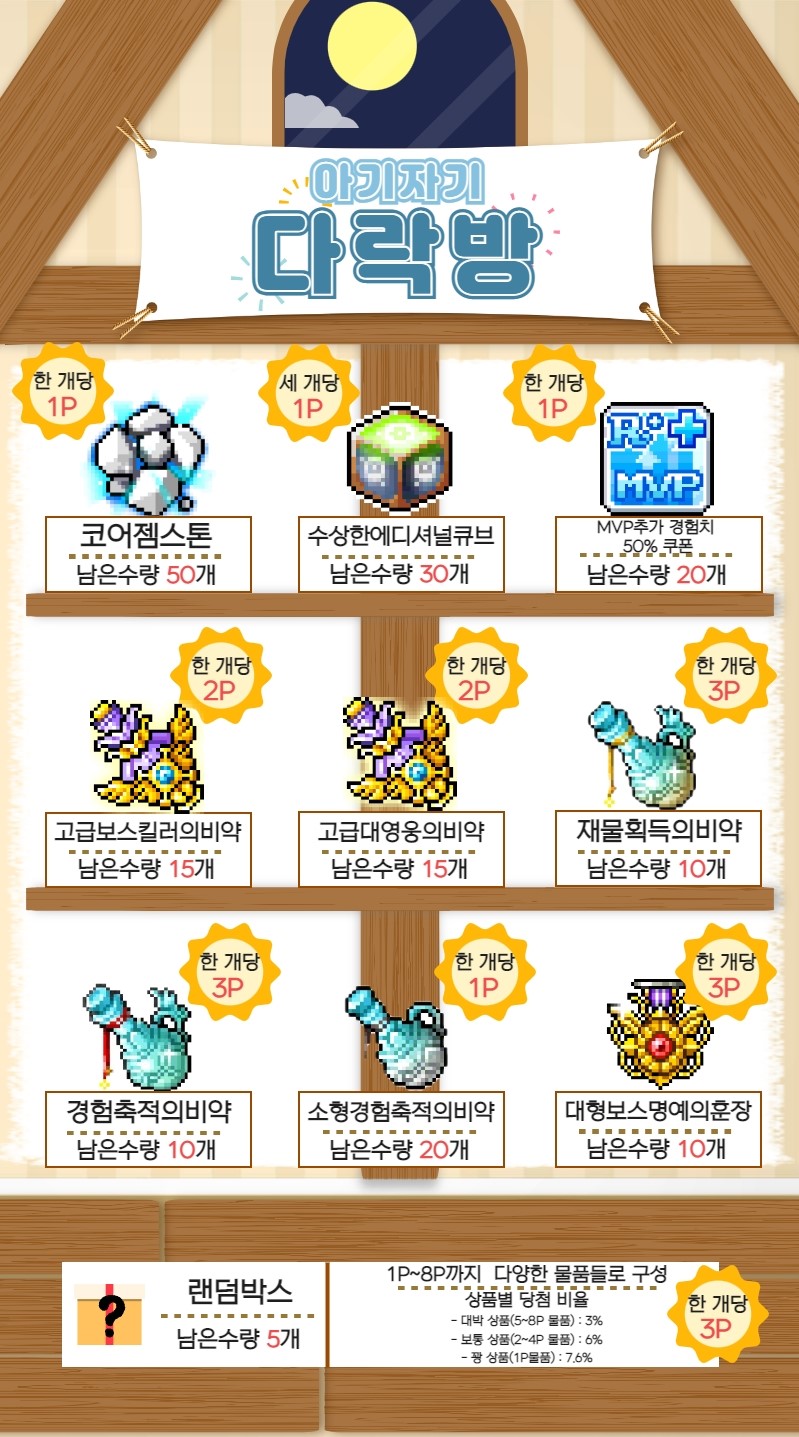 아기자기
다락방
한 개당
1P
세 개당
1P
한 개당
1P
R+
MVP
코어젬스톤
남은수량 50개
수상한에디셔널큐브
남은수량 30개
MVP추가 경험치
50% 쿠폰
남은수량 20개
한 개당
2P
한 개당
2P
한 개당
3P
고급보스킬러의비약
남은수량 15개
고급대영웅의비약
남은수량 15개
재물획득의비약
남은수량 10개
한 개당
3P
한 개당
1P
한 개당
3P
경험축적의비약
남은수량 10개
소형경험축적의비약
남은수량 20개
대형보스명예의훈장
남은수량 10개
?
랜덤박스
남은수량 5개
1P~8P까지 다양한 물품들로 구성
상품별 당첨 비율
- 대박 상품(5~8P 물품) : 3%
- 보통 상품(2~4P 물품) : 6%
- 꽝 상품(1P물품) : 7.6%
한 개당
3P